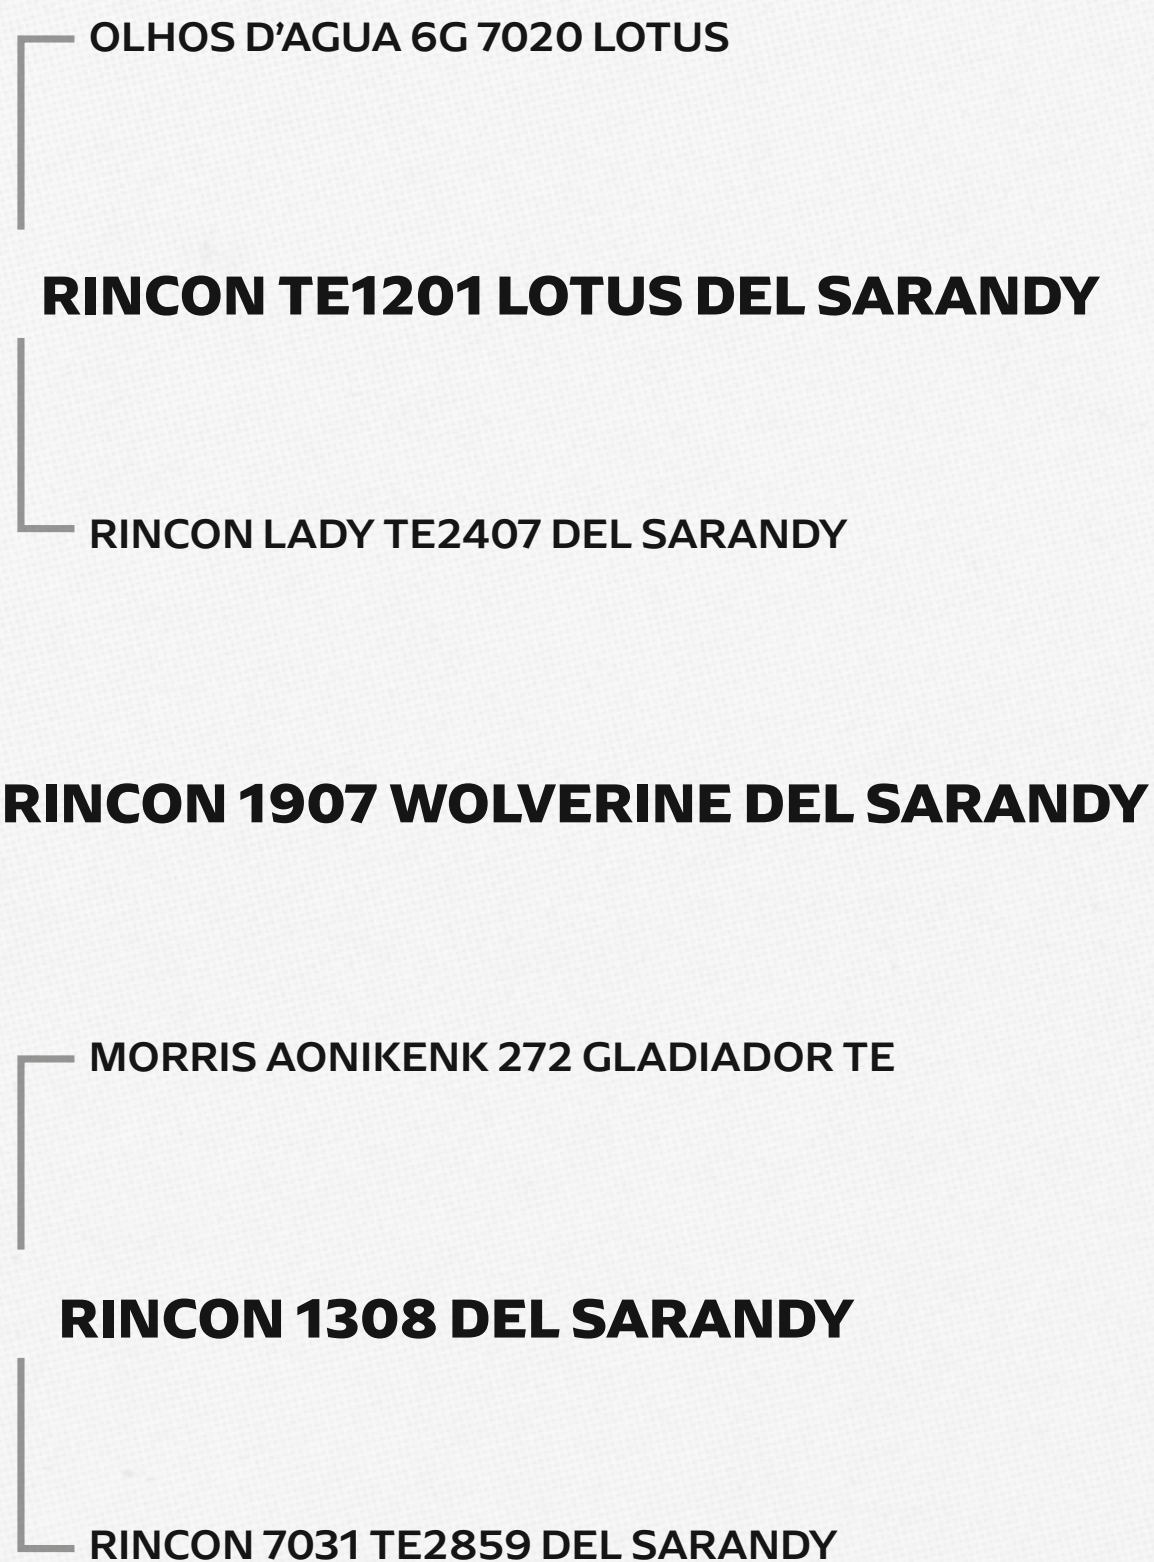 OLHOS D’AGUA 6G 7020 LOTUS
RINCON TE1201 LOTUS DEL SARANDY
RINCON LADY TE2407 DEL SARANDY
RINCON 1907 WOLVERINE DEL SARANDY
MORRIS AONIKENK 272 GLADIADOR TE
RINCON 1308 DEL SARANDY
RINCON 7031 TE2859 DEL SARANDY